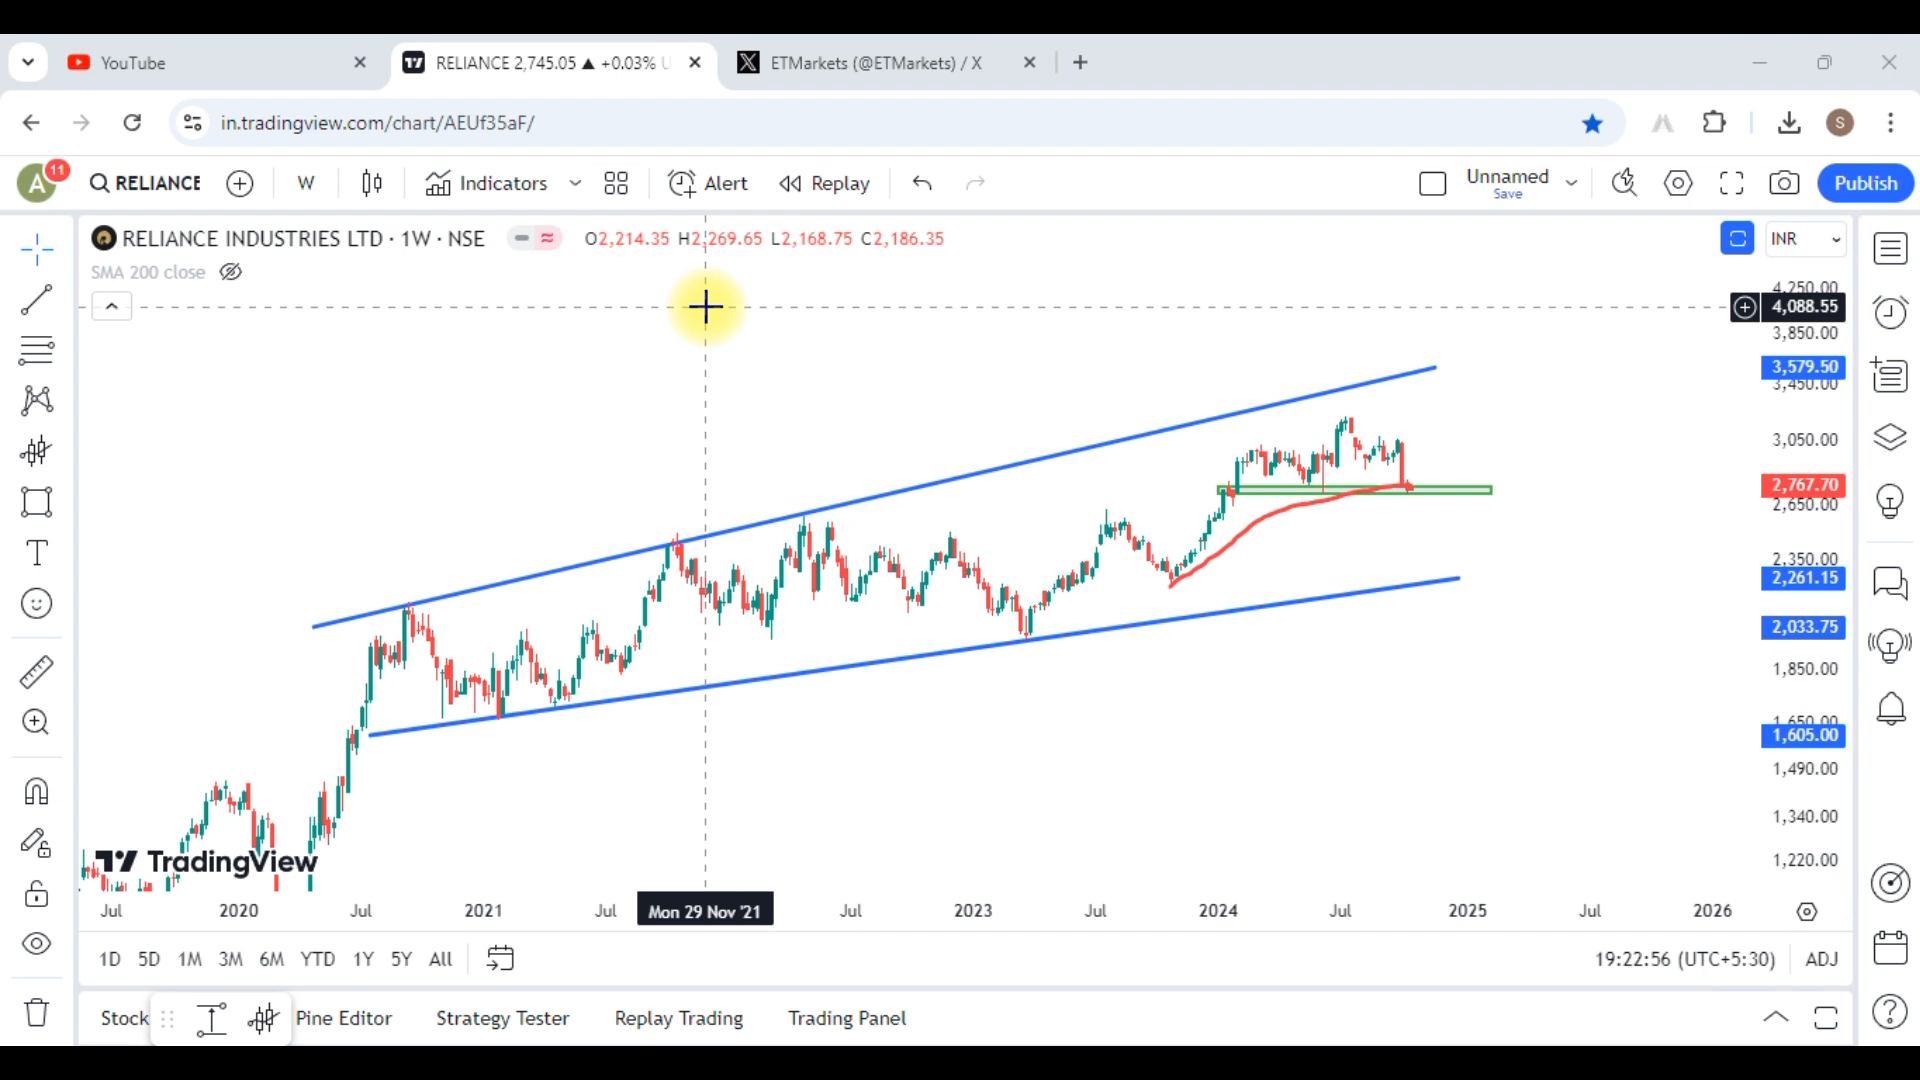 YouTube
RELIANCE 2,745.05 ▲ +0.03%
ETMarkets (@ETMarkets) / X
in.tradingview.com/chart/AEUf35aF/
S
A
11
RELIANCE
W
Indicators
Alert
Replay
Unnamed
Save
Publish
RELIANCE INDUSTRIES LTD · 1W · NSE
O2,214.35 H2,269.65 L2,168.75 C2,186.35
INR
SMA 200 close
4,250.00
4,088.55
3,850.00
3,579.50
3,450.00
3,050.00
2,767.70
2,650.00
2,350.00
2,261.15
2,033.75
1,850.00
1,650.00
1,605.00
1,490.00
1,340.00
1,220.00
TradingView
Jul 2020 Jul 2021 Jul Mon 29 Nov '21 Jul 2023 Jul 2024 Jul 2025 Jul 2026
1D 5D 1M 3M 6M YTD 1Y 5Y All
19:22:56 (UTC+5:30) ADJ
Stock Pine Editor Strategy Tester Replay Trading Trading Panel